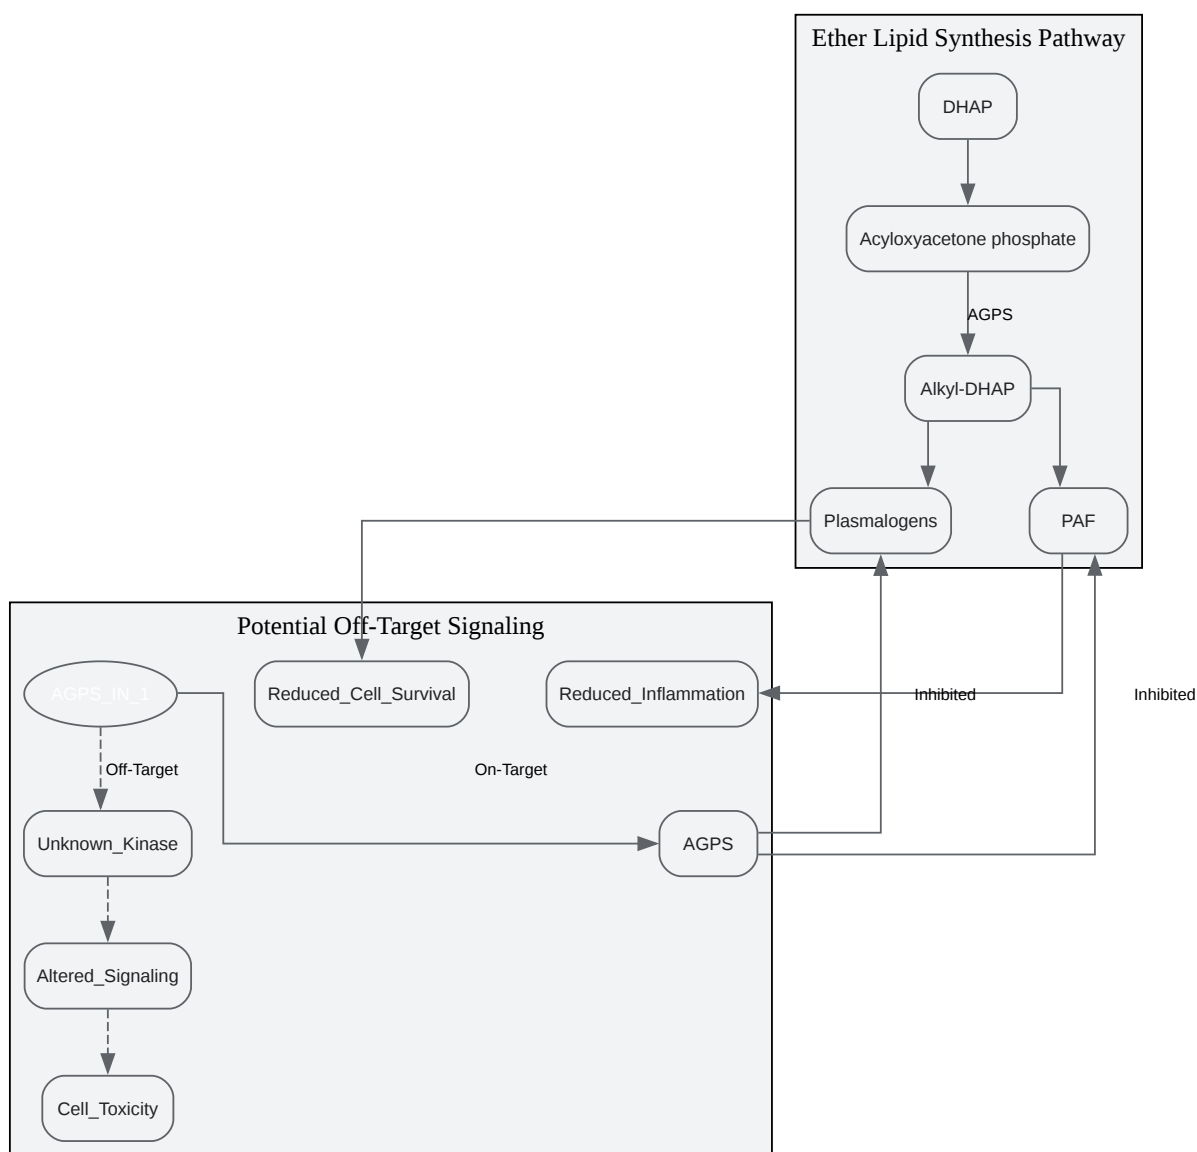 Ether Lipid Synthesis Pathway
DHAP
Acyloxyacetone phosphate
AGPS
Alkyl-DHAP
Plasmalogens
PAF
Potential Off-Target Signaling
AGPS_IN_1
Reduced_Cell_Survival
Reduced_Inflammation
Inhibited
Inhibited
Off-Target
On-Target
Unknown_Kinase
AGPS
Altered_Signaling
Cell_Toxicity